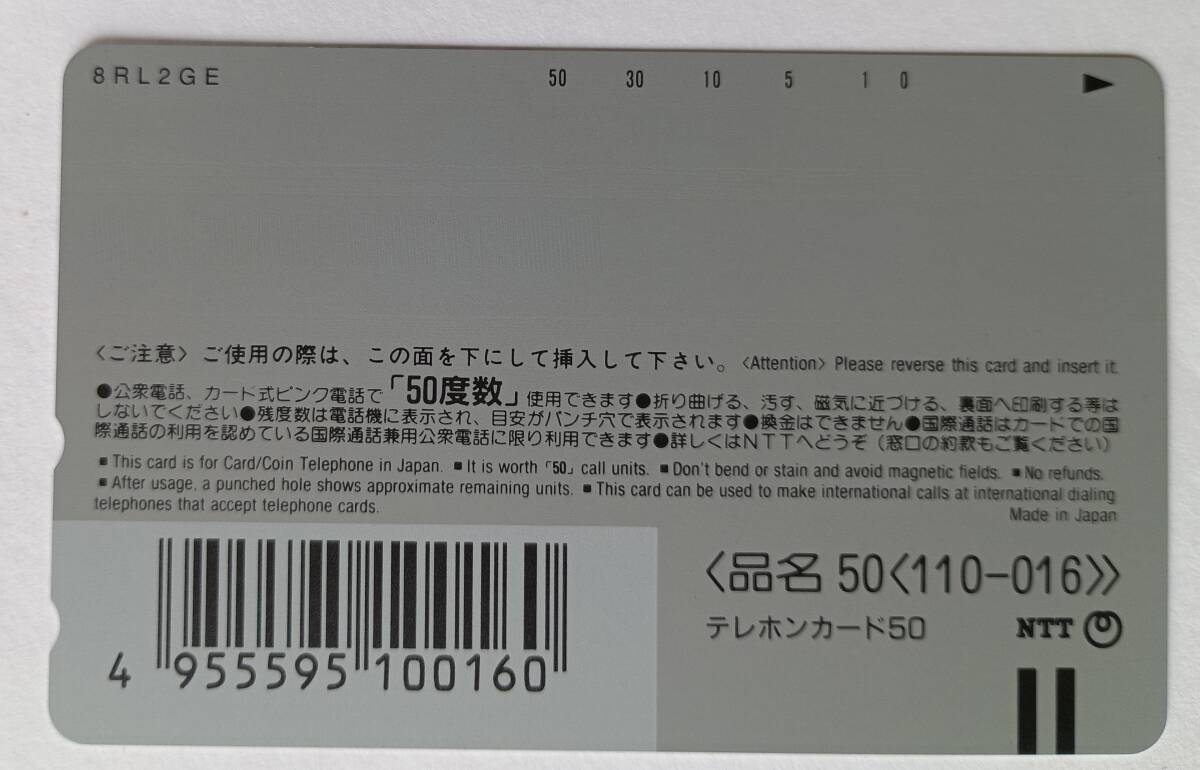 8RL2GE 50 30 10 5 1 0
〈ご注意〉ご使用の際は、この面を下にして挿入して下さい。〈Attention〉Please reverse this card and insert it.
●公衆電話、カード式ピンク電話で「50度数」使用できます●折り曲げる、汚す、磁気に近づける、裏面へ印刷する等は
しないでください●残度数は電話機に表示され、目安がパンチ穴で表示されます●換金はできません●国際通話はカードでの国
際通話の利用を認めている国際通話兼用公衆電話に限り利用できます●詳しくはNTTへどうぞ(窓口の約款もご覧ください)
■This card is for Card/Coin Telephone in Japan. ■It is worth「50」call units. ■Don't bend or stain and avoid magnetic fields. ■No refunds.
■After usage, a punched hole shows approximate remaining units. ■This card can be used to make international calls at international dialing
telephones that accept telephone cards.
Made in Japan
〈品名 50〈110-016〉〉
テレホンカード50 NTT
4 955595 100160